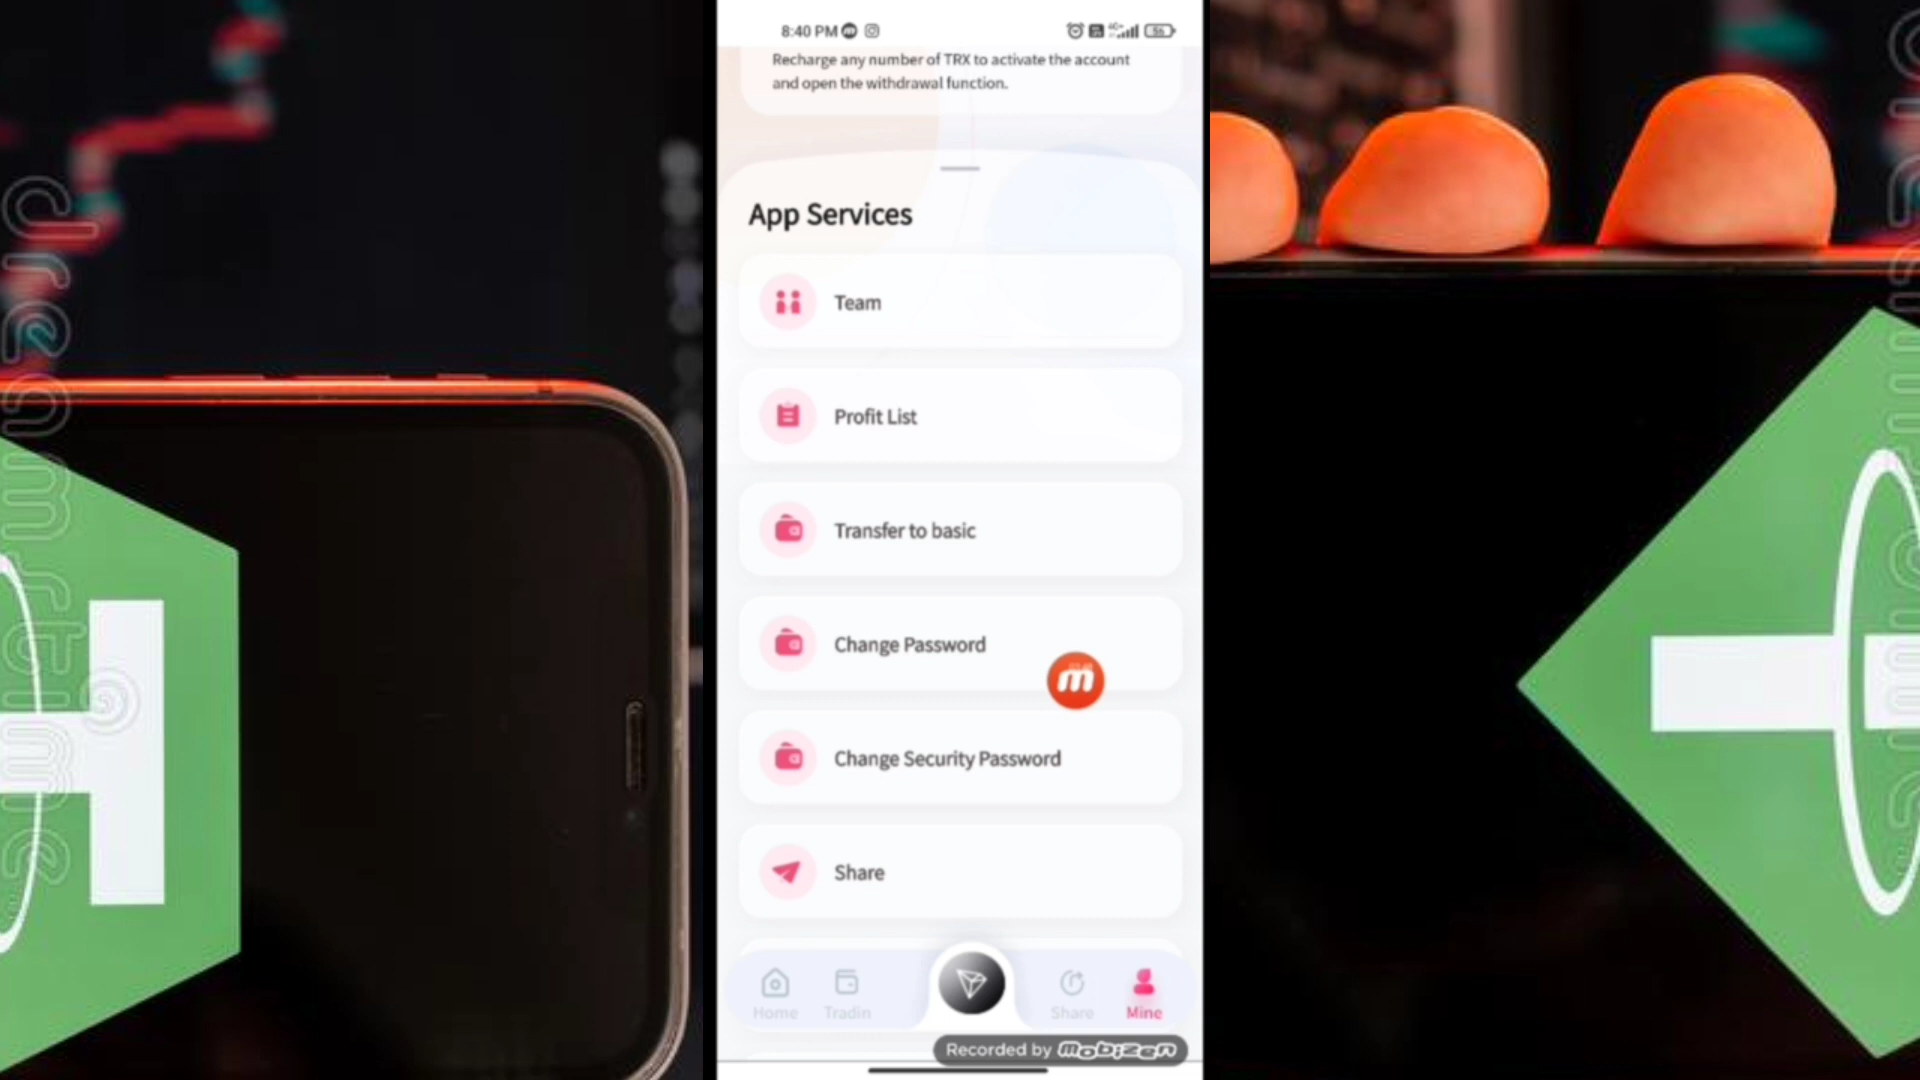 8:40 PM
Recharge any number of TRX to activate the account
and open the withdrawal function.
App Services
Team
Profit List
Transfer to basic
Change Password
m
Change Security Password
Share
Home
Tradin
Share
Mine
Recorded by mobizen
Dream time